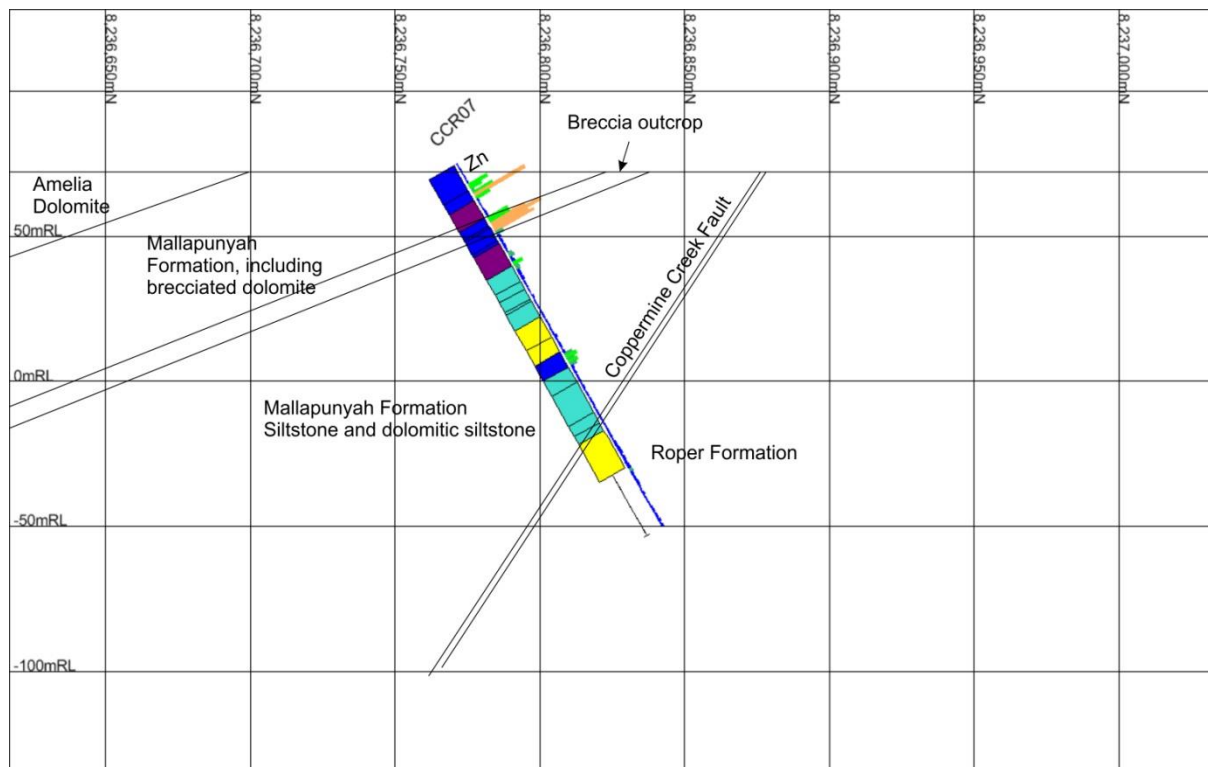 8,236,650mN
8,236,700mN
8,236,750mN
8,236,800mN
8,236,850mN
8,236,900mN
8,236,950mN
8,237,000mN
CCR07
Zn
Breccia outcrop
Amelia
Dolomite
50mRL
Mallapunyah
Formation, including
brecciated dolomite
Coppermine Creek Fault
0mRL
Mallapunyah Formation
Siltstone and dolomitic siltstone
Roper Formation
-50mRL
-100mRL